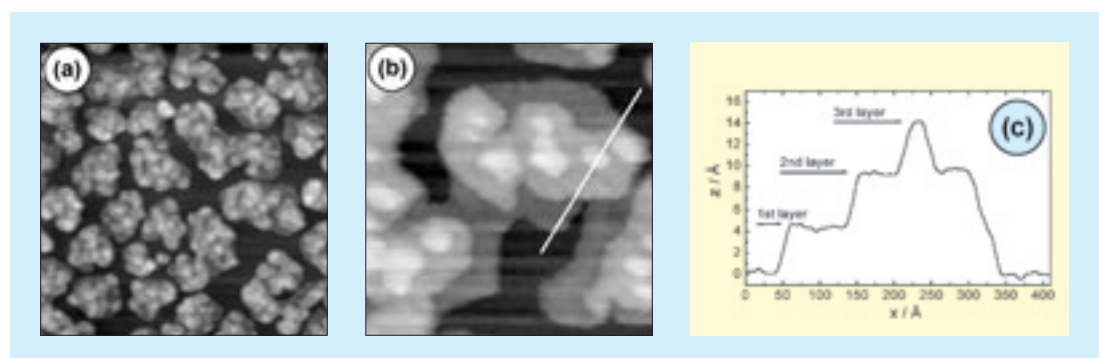 (a)
(b)
(c)
16
14
12
10
8
6
4
2
0
z / Å
3rd layer
2nd layer
1st layer
0 50 100 150 200 250 300 350 400
x / Å